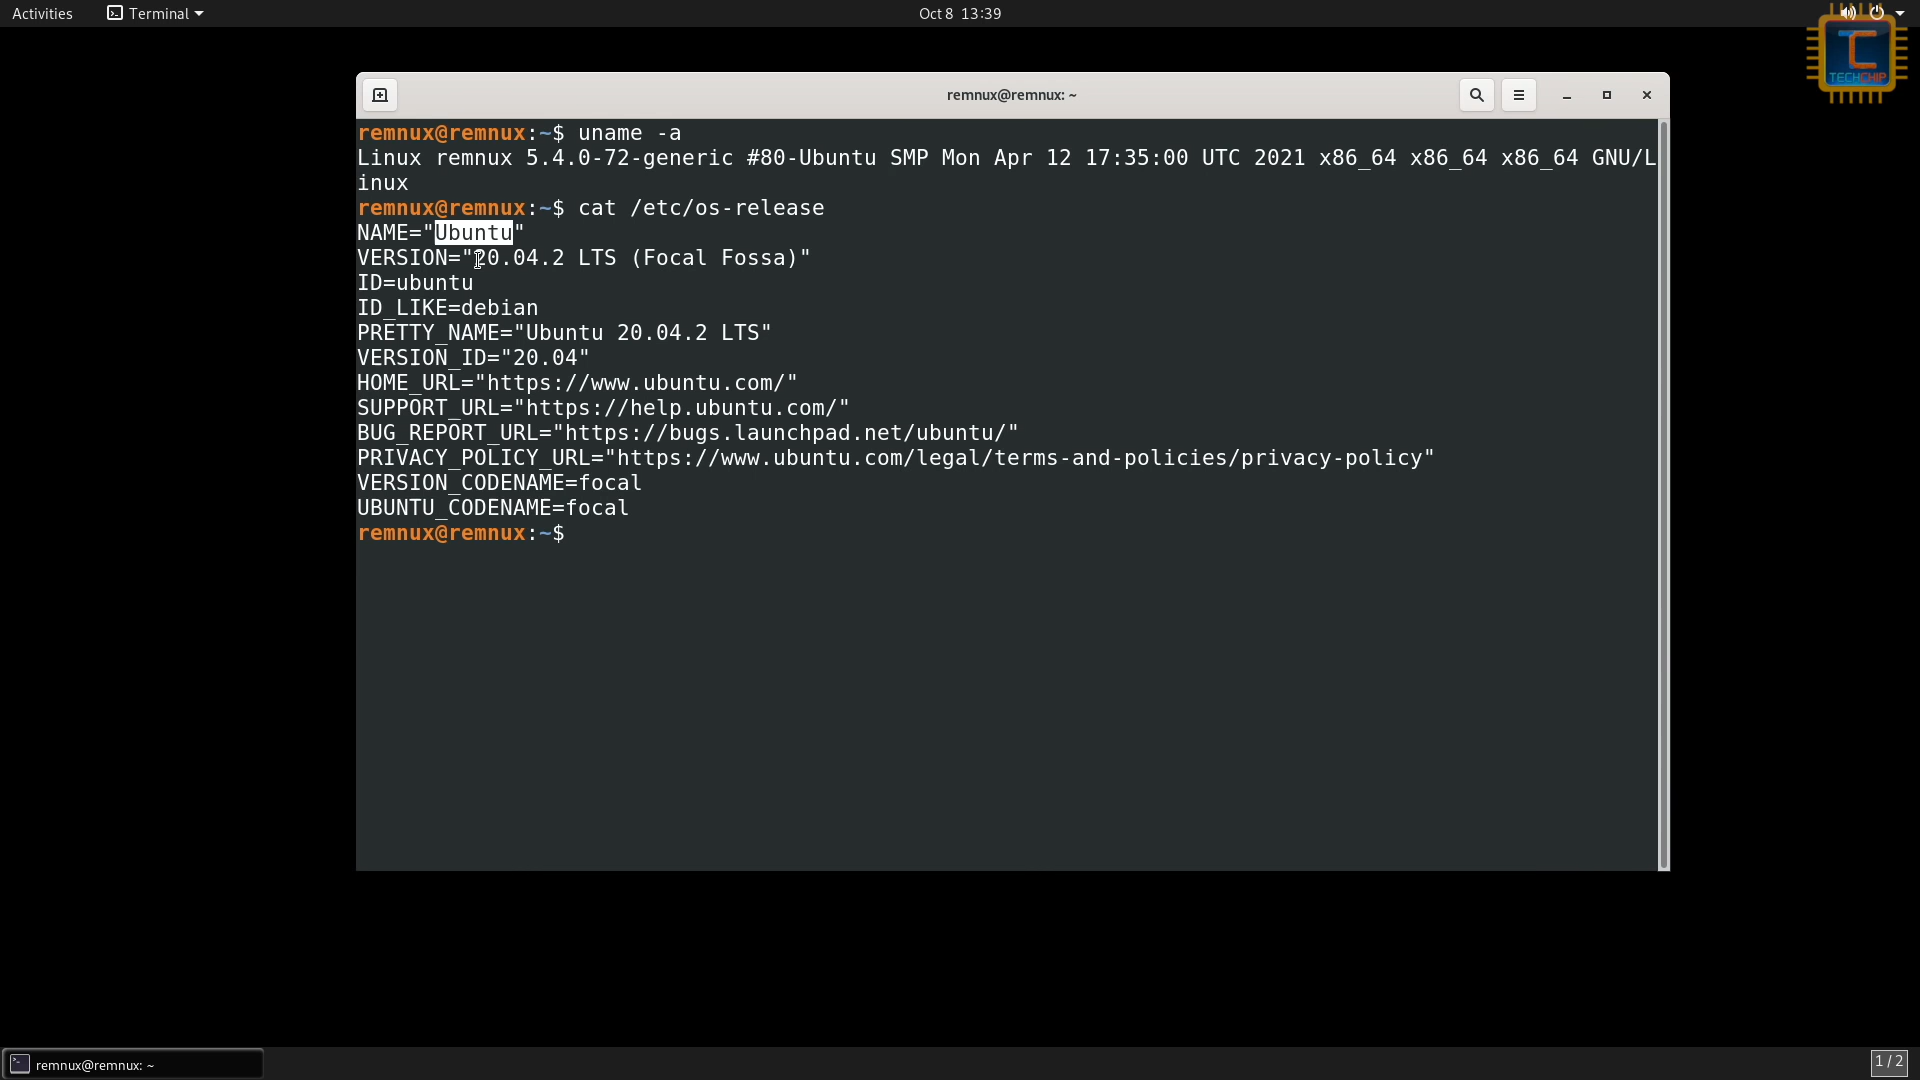 Activities
Terminal
Oct 8 13:39
TECHCHIP
remnux@remnux: ~
remnux@remnux:~$ uname -a
Linux remnux 5.4.0-72-generic #80-Ubuntu SMP Mon Apr 12 17:35:00 UTC 2021 x86_64 x86_64 x86_64 GNU/L
inux
remnux@remnux:~$ cat /etc/os-release
NAME="Ubuntu"
VERSION="20.04.2 LTS (Focal Fossa)"
ID=ubuntu
ID_LIKE=debian
PRETTY_NAME="Ubuntu 20.04.2 LTS"
VERSION_ID="20.04"
HOME_URL="https://www.ubuntu.com/"
SUPPORT_URL="https://help.ubuntu.com/"
BUG_REPORT_URL="https://bugs.launchpad.net/ubuntu/"
PRIVACY_POLICY_URL="https://www.ubuntu.com/legal/terms-and-policies/privacy-policy"
VERSION_CODENAME=focal
UBUNTU_CODENAME=focal
remnux@remnux:~$
remnux@remnux: ~
1 / 2